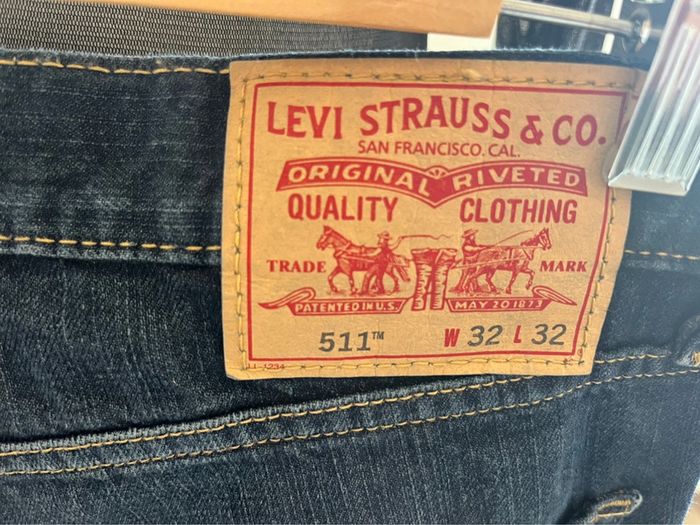 LEVI STRAUSS & CO.
SAN FRANCISCO. CAL.
ORIGINAL RIVETED
QUALITY CLOTHING
TRADE MARK
PATENTED IN U.S. MAY 20 1873
511™ W 32 L 32